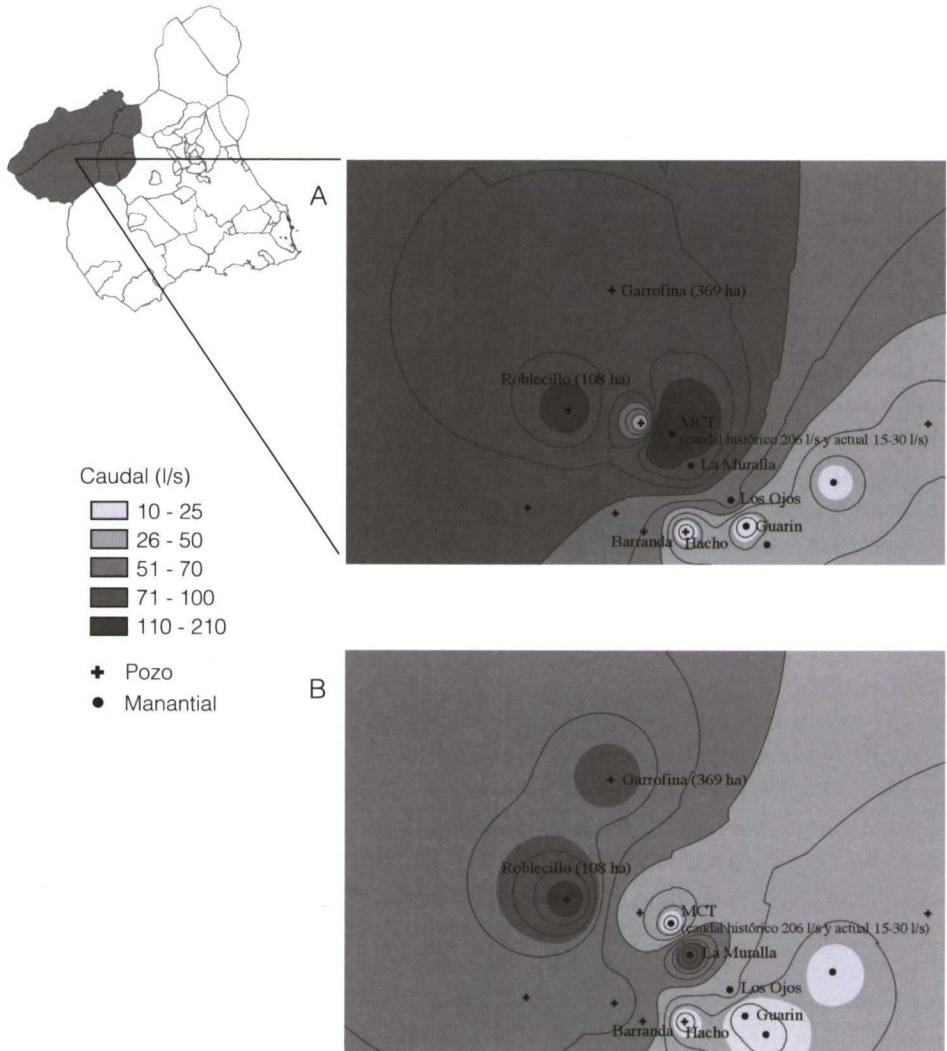 A
Garrofina (369 ha)
Roblecillo (108 ha)
MCT
(caudal histórico 206 l/s y actual 15-30 l/s)
La Muralla
Los Ojos
Guarin
Barranda
Hacho
Caudal (l/s)
10 - 25
26 - 50
51 - 70
71 - 100
110 - 210
Pozo
Manantial
B
Garrofina (369 ha)
Roblecillo (108 ha)
MCT
(caudal histórico 206 l/s y actual 15-30 l/s)
La Muralla
Los Ojos
Guarin
Barranda
Hacho